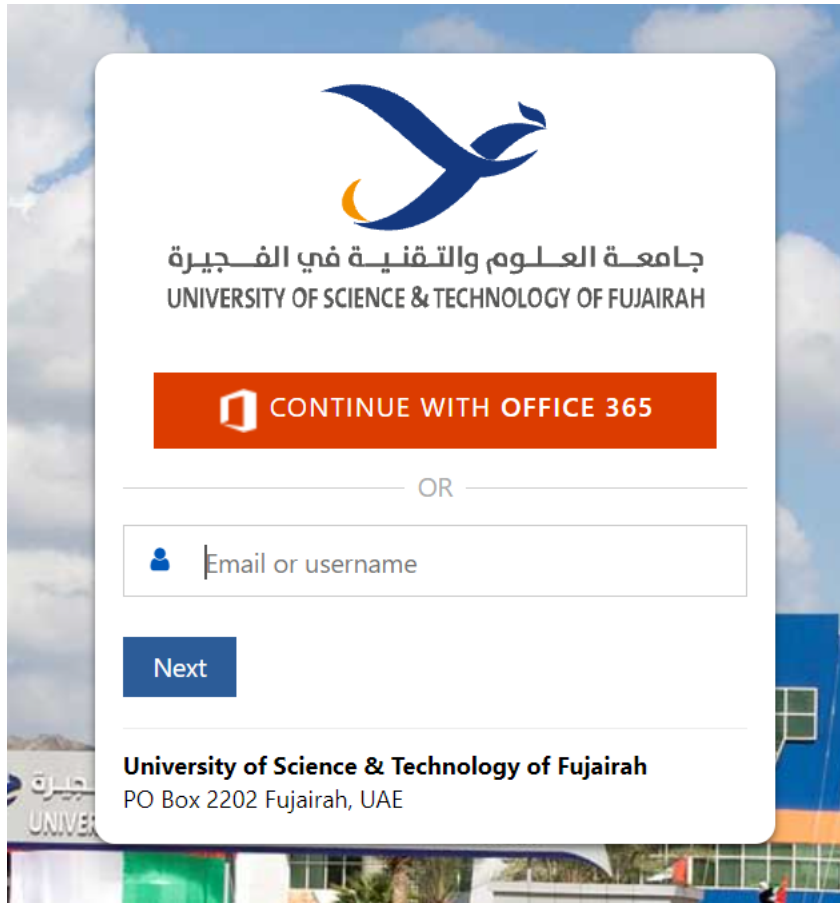 جامعة العلوم والتقنية في الفجيرة
UNIVERSITY OF SCIENCE & TECHNOLOGY OF FUJAIRAH
CONTINUE WITH OFFICE 365
OR
Email or username
Next
University of Science & Technology of Fujairah
PO Box 2202 Fujairah, UAE